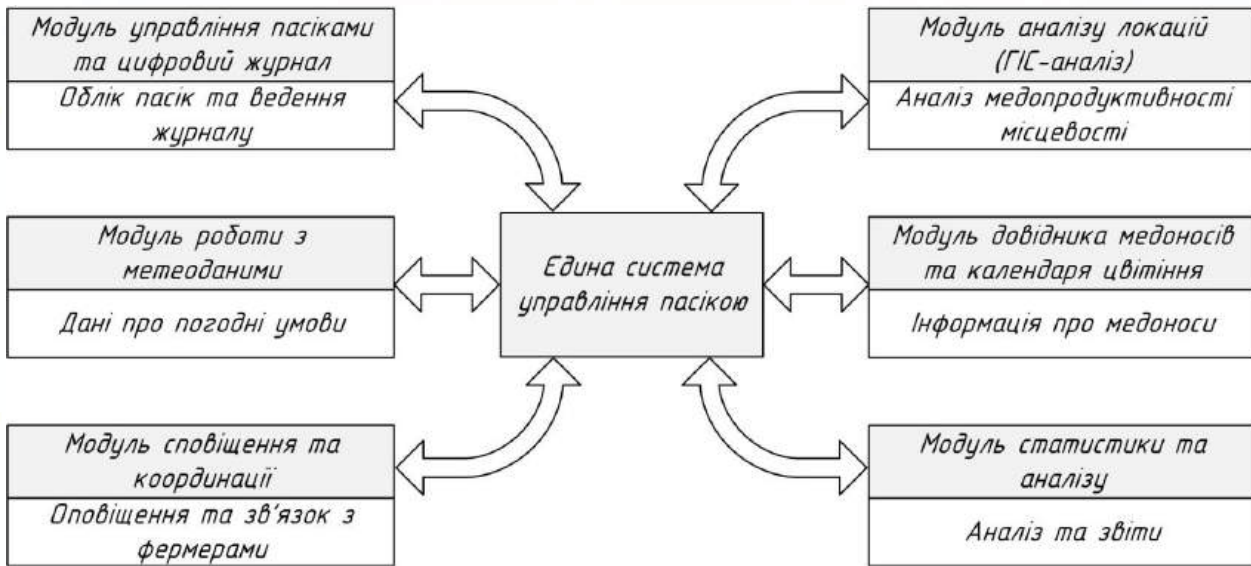 Модуль управління пасіками
та цифровий журнал
Облік пасік та ведення
журналу
Модуль аналізу локацій
(ГІС-аналіз)
Аналіз медопродуктивності
місцевості
Модуль роботи з
метеоданими
Дані про погодні умови
Єдина система
управління пасікою
Модуль довідника медоносів
та календаря цвітіння
Інформація про медоноси
Модуль сповіщення та
координації
Оповіщення та зв'язок з
фермерами
Модуль статистики та
аналізу
Аналіз та звіти